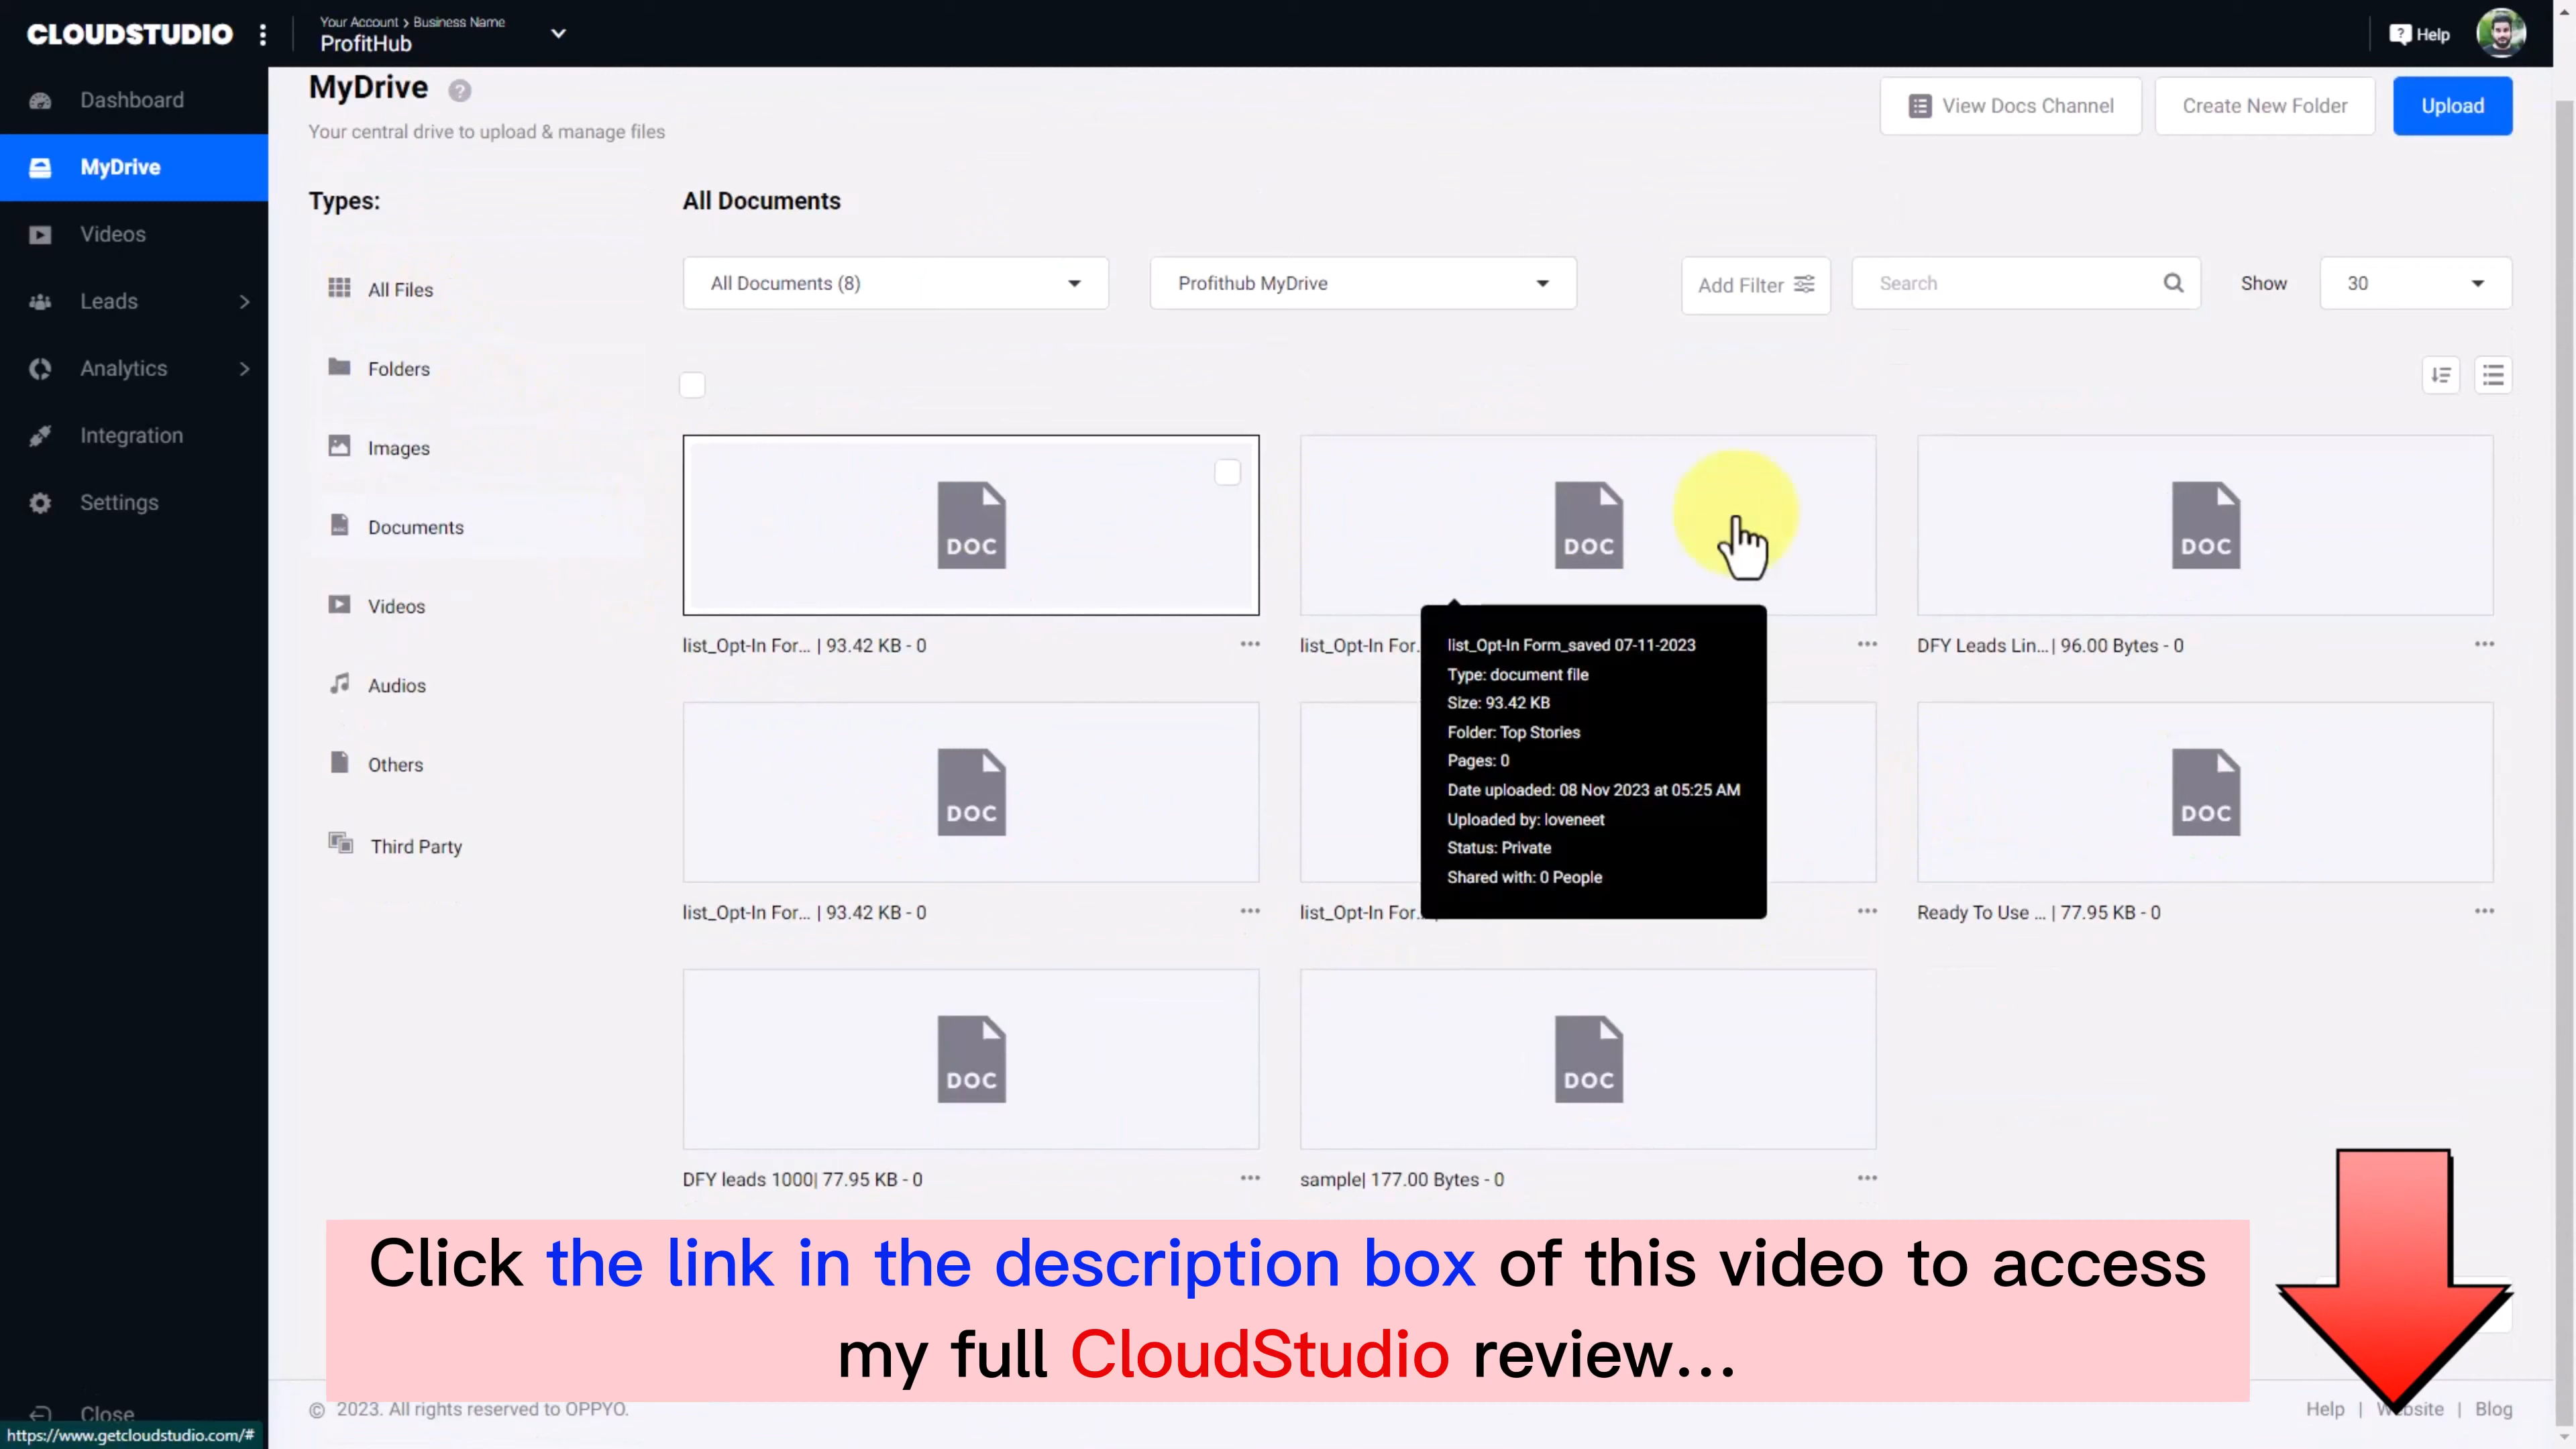 CLOUDSTUDIO
Your Account > Business Name
ProfitHub
Help
Dashboard
MyDrive
Videos
Leads
Analytics
Integration
Settings
Close
https://www.getcloudstudio.com/#
MyDrive
Your central drive to upload & manage files
View Docs Channel
Create New Folder
Upload
Types:
All Files
Folders
Images
Documents
Videos
Audios
Others
Third Party
All Documents
All Documents (8)
Profithub MyDrive
Add Filter
Search
Show
30
DOC
DOC
DOC
list_Opt-In For... | 93.42 KB - 0
list_Opt-In For.
DFY Leads Lin...| 96.00 Bytes - 0
list_Opt-In Form_saved 07-11-2023
Type: document file
Size: 93.42 KB
Folder: Top Stories
Pages: 0
Date uploaded: 08 Nov 2023 at 05:25 AM
Uploaded by: loveneet
Status: Private
Shared with: 0 People
DOC
DOC
list_Opt-In For... | 93.42 KB - 0
list_Opt-In For..
Ready To Use ... | 77.95 KB - 0
DOC
DOC
DFY leads 1000| 77.95 KB - 0
sample| 177.00 Bytes - 0
Click the link in the description box of this video to access
my full CloudStudio review...
© 2023. All rights reserved to OPPYO.
Help | Website | Blog